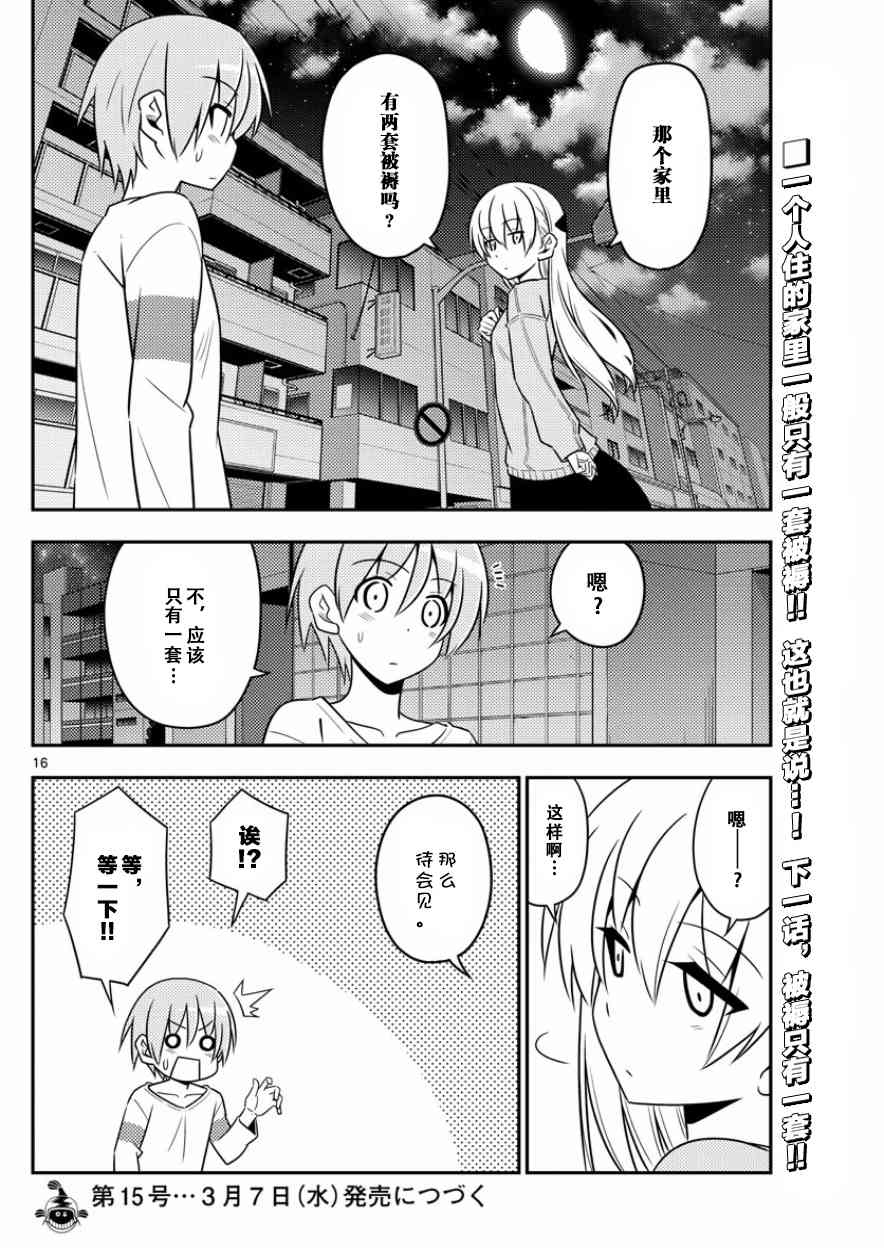 那个家里
有两套被褥吗？
嗯？
不，应该
只有一套…
16
嗯——？
这样啊…
那么
待会见。
诶!?
等，
等一下!!
■一个人住的家里一般只有一套被褥!! 这也就是说…！ 下一话，被褥只有一套!!
第15号…３月７日(水)発売につづく